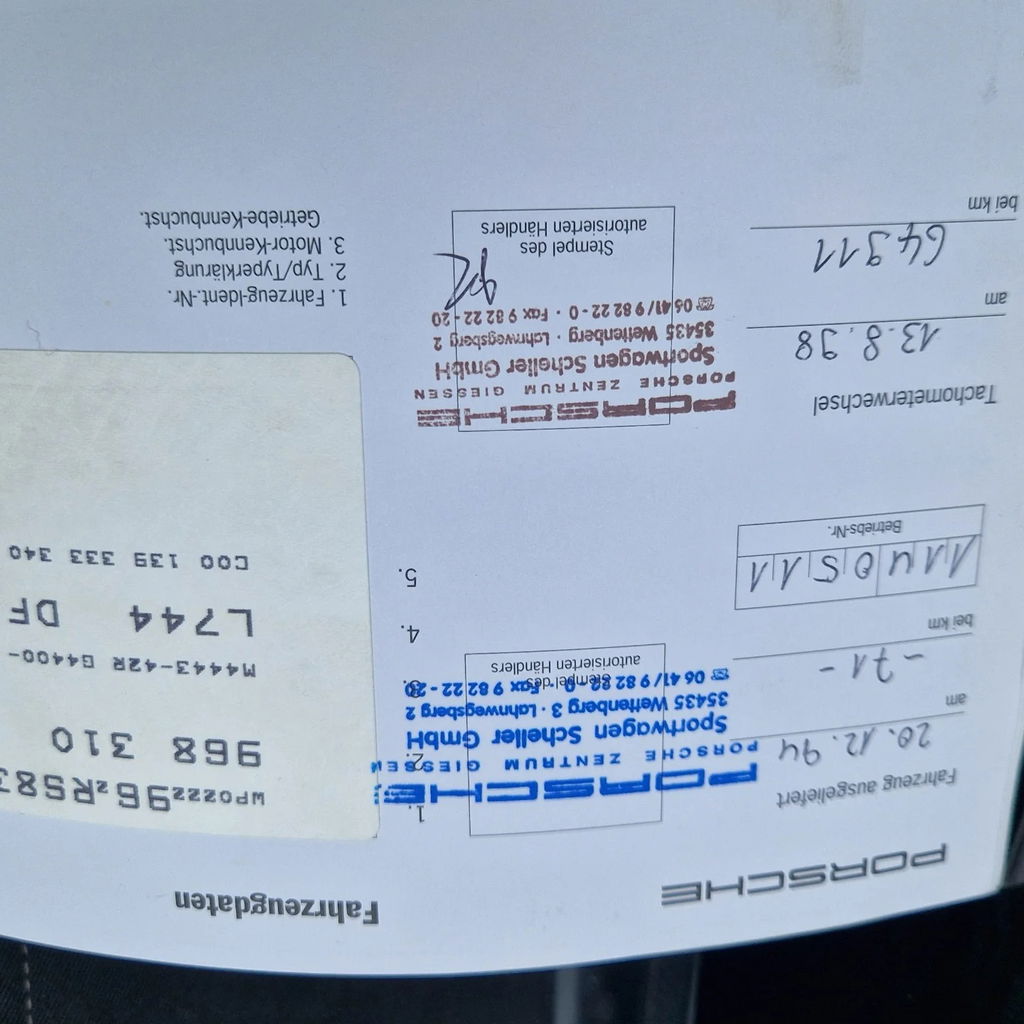 PORSCHE
Fahrzeug ausgeliefert
20.12.94
am
-71-
bei km
1140511
Betriebs-Nr.
Tachometerwechsel
13.8.98
am
64311
bei km
PORSCHE
PORSCHE ZENTRUM GIESSEN
Sportwagen Scheller GmbH
35435 Wettenberg 3 · Lahnwegsberg 2
☎ 06 41 / 9 82 22 - 0 · Fax 9 82 22 - 20
Stempel des
autorisierten Händlers
PORSCHE
PORSCHE ZENTRUM GIESSEN
Sportwagen Scheller GmbH
35435 Wettenberg · Lahnwegsberg 2
☎ 06 41 / 9 82 22 - 0 · Fax 9 82 22 - 20
Stempel des
autorisierten Händlers
Fahrzeugdaten
1.
2.
3.
4.
5.
WP0ZZZ96ZRS83
968 310
M4443-42R G4400-
L744 DF
C00 139 333 340
1. Fahrzeug-Ident.-Nr.
2. Typ/Typerklärung
3. Motor-Kennbuchst.
Getriebe-Kennbuchst.